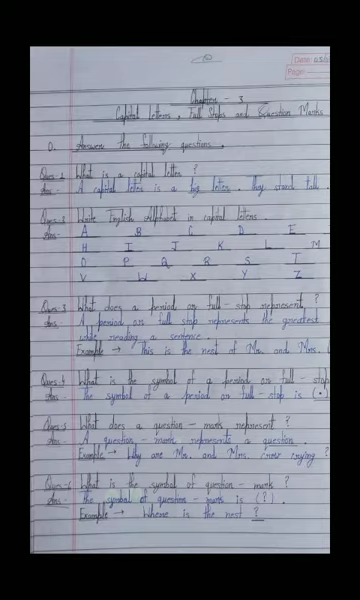 Date: 05/
Page:
Chapter - 3
Capital letters, Full Stops and Question Marks
D. Answer the following questions.
Ques-1 What is a capital letter ?
Ans - A capital letter is a big letter. They stand tall.
Ques-2 Write English Alphabet in capital letters.
Ans - A B C D E
H I J K L M
O P Q R S T
V W X Y Z
Ques-3 What does a period or full-stop represent ?
Ans - A period or full stop represents the greatest
while reading a sentence.
Example → This is the nest of Mr. and Mrs. 
Ques-4 What is the symbol of a period or full-stop
Ans - the symbol of a period or full-stop is (.)
Ques-5 What does a question-mark represent ?
Ans - A question-mark represents a question.
Example → Why are Mr. and Mrs. Crow crying ?
Ques-6 What is the symbol of question-mark ?
Ans - the symbol of question-mark is (?).
Example → Where is the nest ?